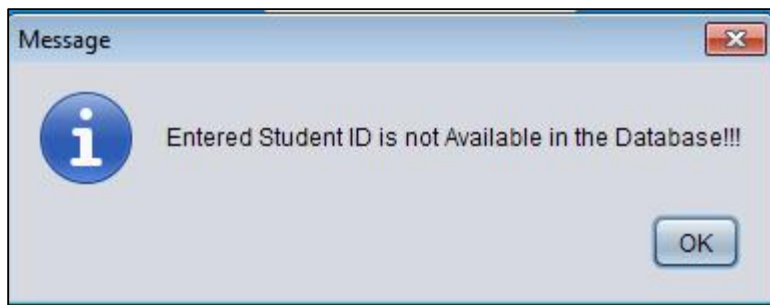 Message
Entered Student ID is not Available in the Database!!!
OK